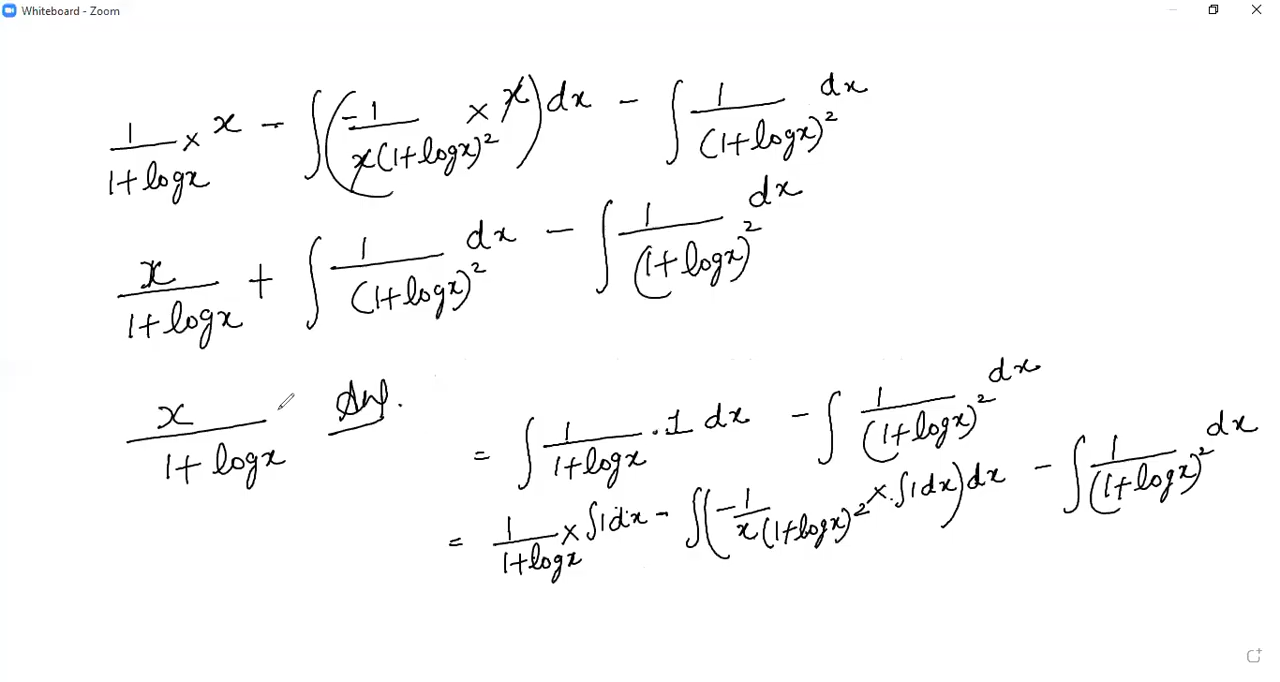 Whiteboard - Zoom
1/(1+logx) × x - ∫(-1/(x(1+logx)²) × x)dx - ∫1/(1+logx)² dx
x/(1+logx) + ∫1/(1+logx)² dx - ∫1/(1+logx)² dx
x/(1+logx) Ans.
= ∫1/(1+logx) . 1 dx - ∫1/(1+logx)² dx
= 1/(1+logx) × ∫1dx - ∫(-1/x(1+logx)² × . ∫1dx)dx - ∫1/(1+logx)² dx